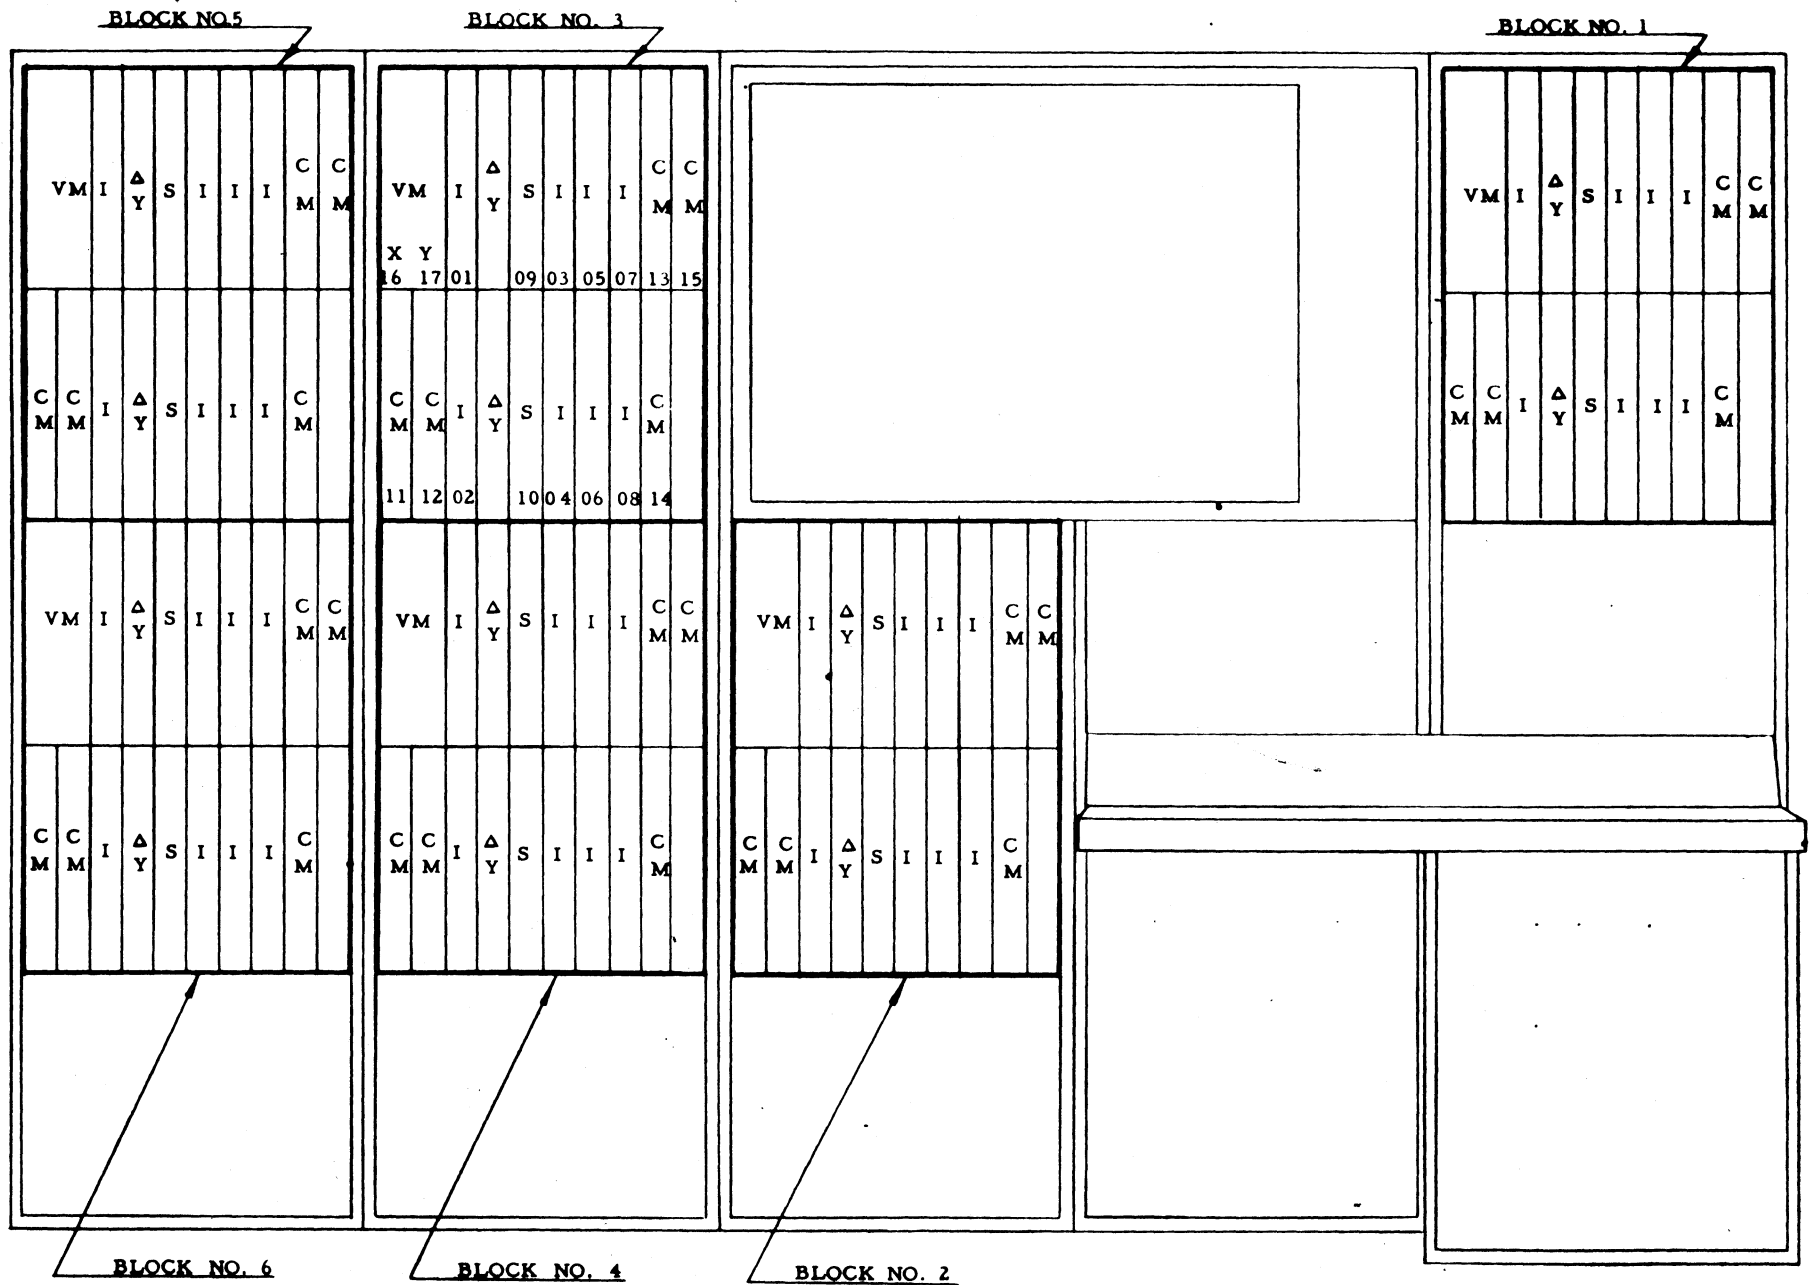 BLOCK NO.5 BLOCK NO. 3 BLOCK NO. 1
VM I Δ Y S I I I C M C M
VM I Δ Y S I I I C M C M
X Y
16 17 01 09 03 05 07 13 15
VM I Δ Y S I I I C M C M
C M C M I Δ Y S I I I C M
C M C M I Δ Y S I I I C M
11 12 02 10 04 06 08 14
C M C M I Δ Y S I I I C M
VM I Δ Y S I I I C M C M
VM I Δ Y S I I I C M C M
VM I Δ Y S I I I C M C M
C M C M I Δ Y S I I I C M
C M C M I Δ Y S I I I C M
C M C M I Δ Y S I I I C M
BLOCK NO. 6 BLOCK NO. 4 BLOCK NO. 2